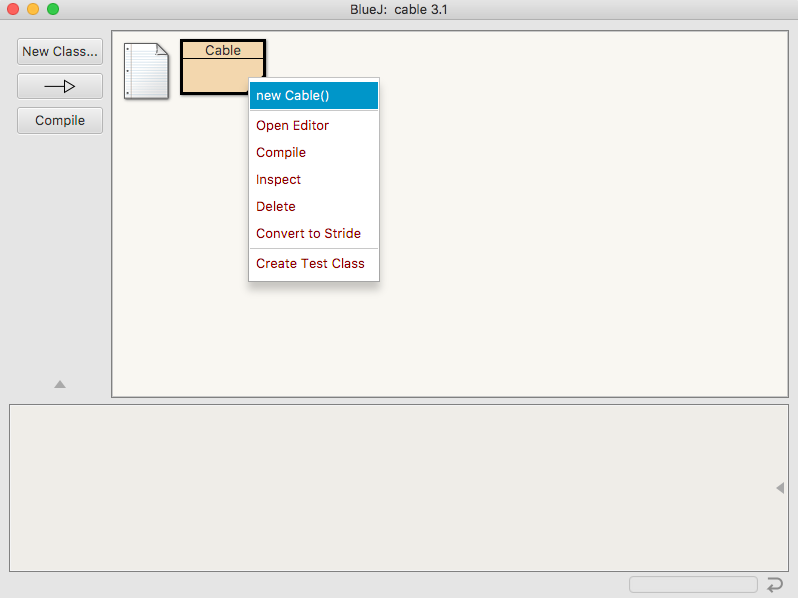 BlueJ:  cable 3.1
New Class...
Compile
Cable
new Cable()
Open Editor
Compile
Inspect
Delete
Convert to Stride
Create Test Class